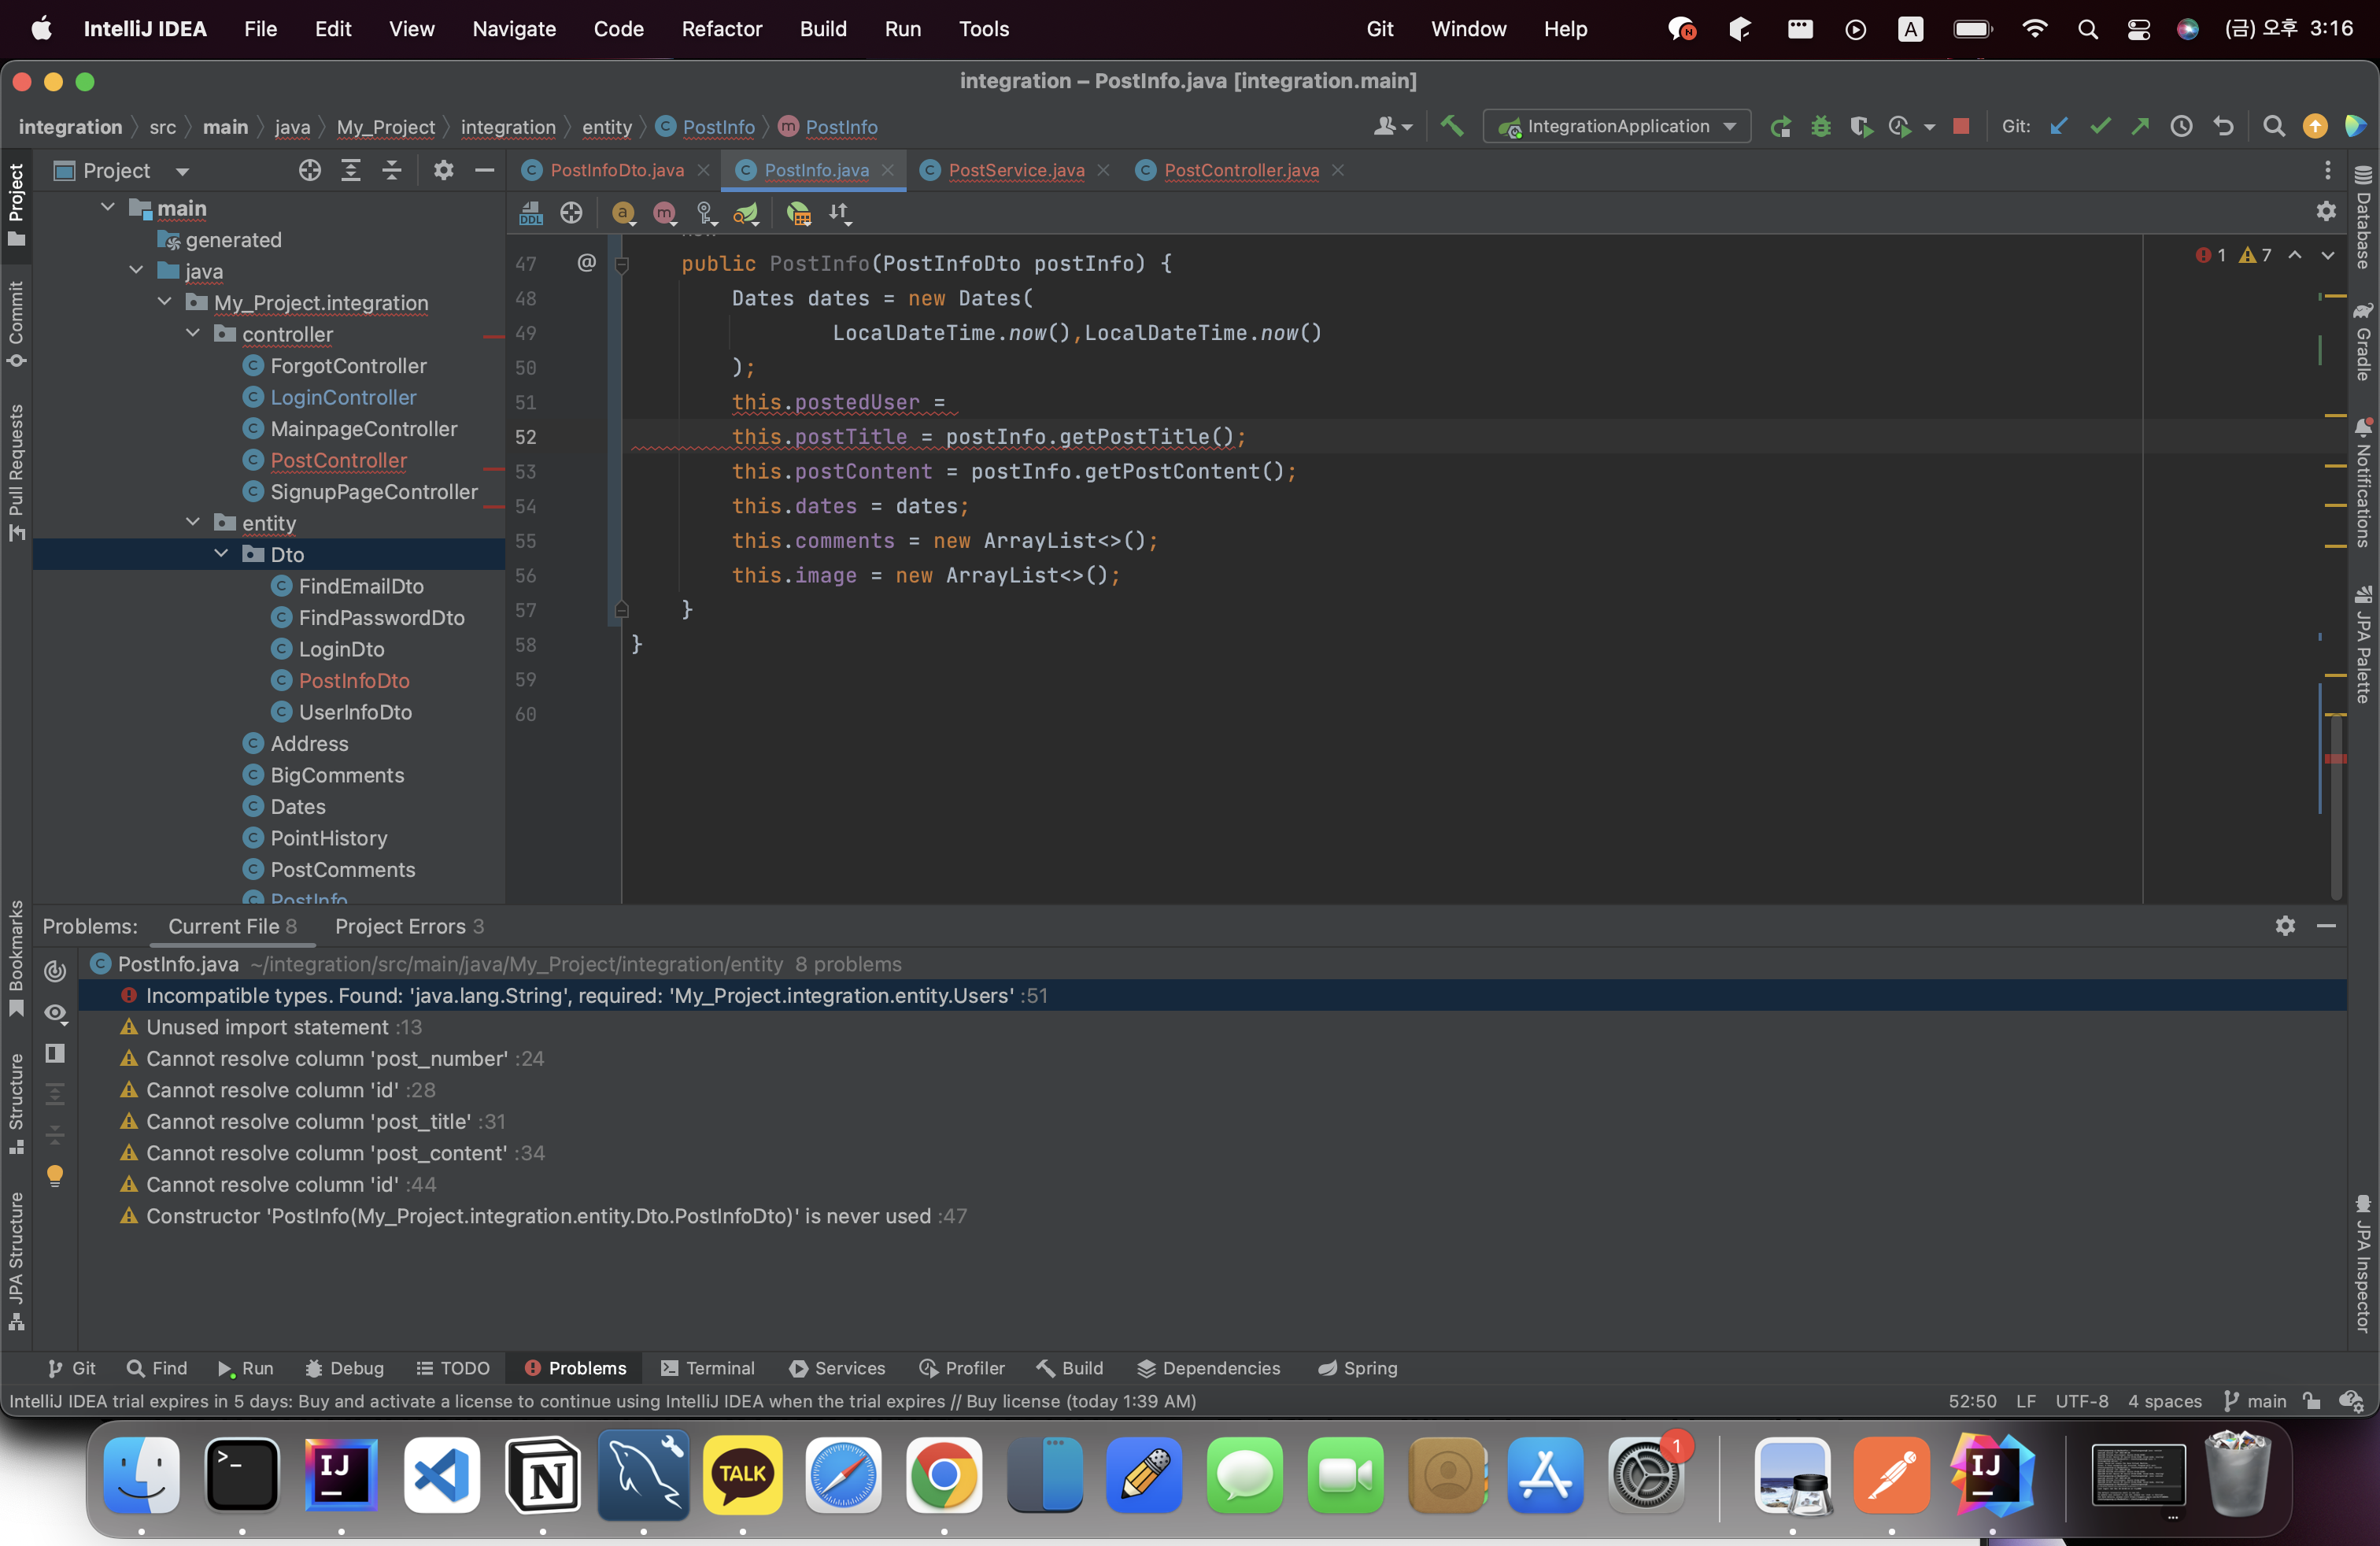 IntelliJ IDEA File Edit View Navigate Code Refactor Build Run Tools Git Window Help A (금) 오후 3:16
integration – PostInfo.java [integration.main]
integration src main java My_Project integration entity PostInfo PostInfo IntegrationApplication Git:
Project PostInfoDto.java PostInfo.java PostService.java PostController.java
main
generated
java
My_Project.integration
controller
ForgotController
LoginController
MainpageController
PostController
SignupPageController
entity
Dto
FindEmailDto
FindPasswordDto
LoginDto
PostInfoDto
UserInfoDto
Address
BigComments
Dates
PointHistory
PostComments
PostInfo
Project
Commit
Pull Requests
Bookmarks
Structure
JPA Structure
DDL
1 7
47 @ public PostInfo(PostInfoDto postInfo) {
48 Dates dates = new Dates(
49 LocalDateTime.now(),LocalDateTime.now()
50 );
51 this.postedUser =
52 this.postTitle = postInfo.getPostTitle();
53 this.postContent = postInfo.getPostContent();
54 this.dates = dates;
55 this.comments = new ArrayList<>();
56 this.image = new ArrayList<>();
57 }
58 }
59
60
Database
Gradle
Notifications
JPA Palette
JPA Inspector
Problems: Current File 8 Project Errors 3
PostInfo.java ~/integration/src/main/java/My_Project/integration/entity 8 problems
Incompatible types. Found: 'java.lang.String', required: 'My_Project.integration.entity.Users' :51
Unused import statement :13
Cannot resolve column 'post_number' :24
Cannot resolve column 'id' :28
Cannot resolve column 'post_title' :31
Cannot resolve column 'post_content' :34
Cannot resolve column 'id' :44
Constructor 'PostInfo(My_Project.integration.entity.Dto.PostInfoDto)' is never used :47
Git Find Run Debug TODO Problems Terminal Services Profiler Build Dependencies Spring
IntelliJ IDEA trial expires in 5 days: Buy and activate a license to continue using IntelliJ IDEA when the trial expires // Buy license (today 1:39 AM) 52:50 LF UTF-8 4 spaces main
>_ IJ N TALK 1 IJ